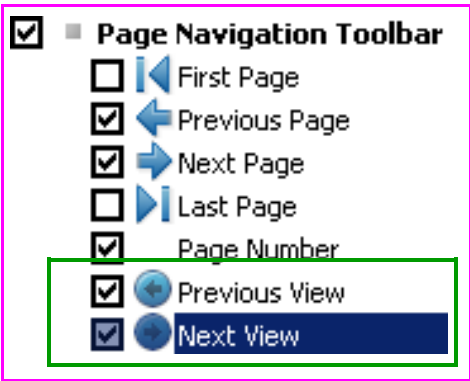 Page Navigation Toolbar
First Page
Previous Page
Next Page
Last Page
Page Number
Previous View
Next View